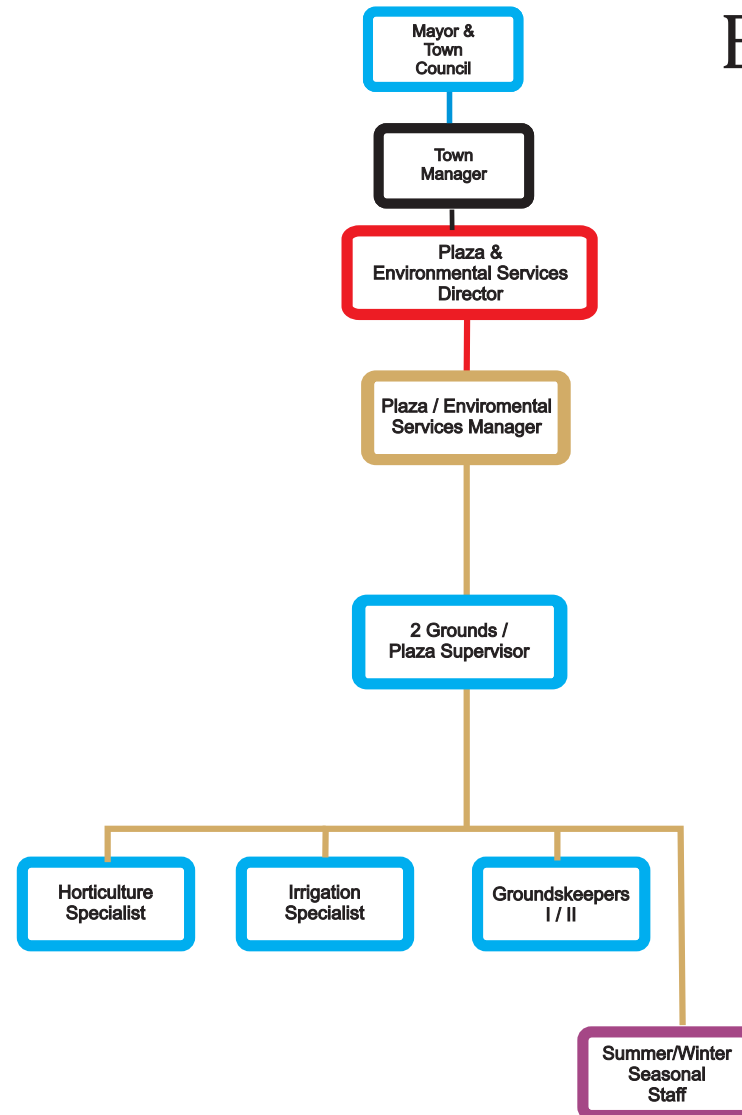 Mayor &
Town
Council
Town
Manager
Plaza &
Environmental Services
Director
Plaza / Enviromental
Services Manager
2 Grounds /
Plaza Supervisor
Horticulture
Specialist
Irrigation
Specialist
Groundskeepers
I / II
Summer/Winter
Seasonal
Staff